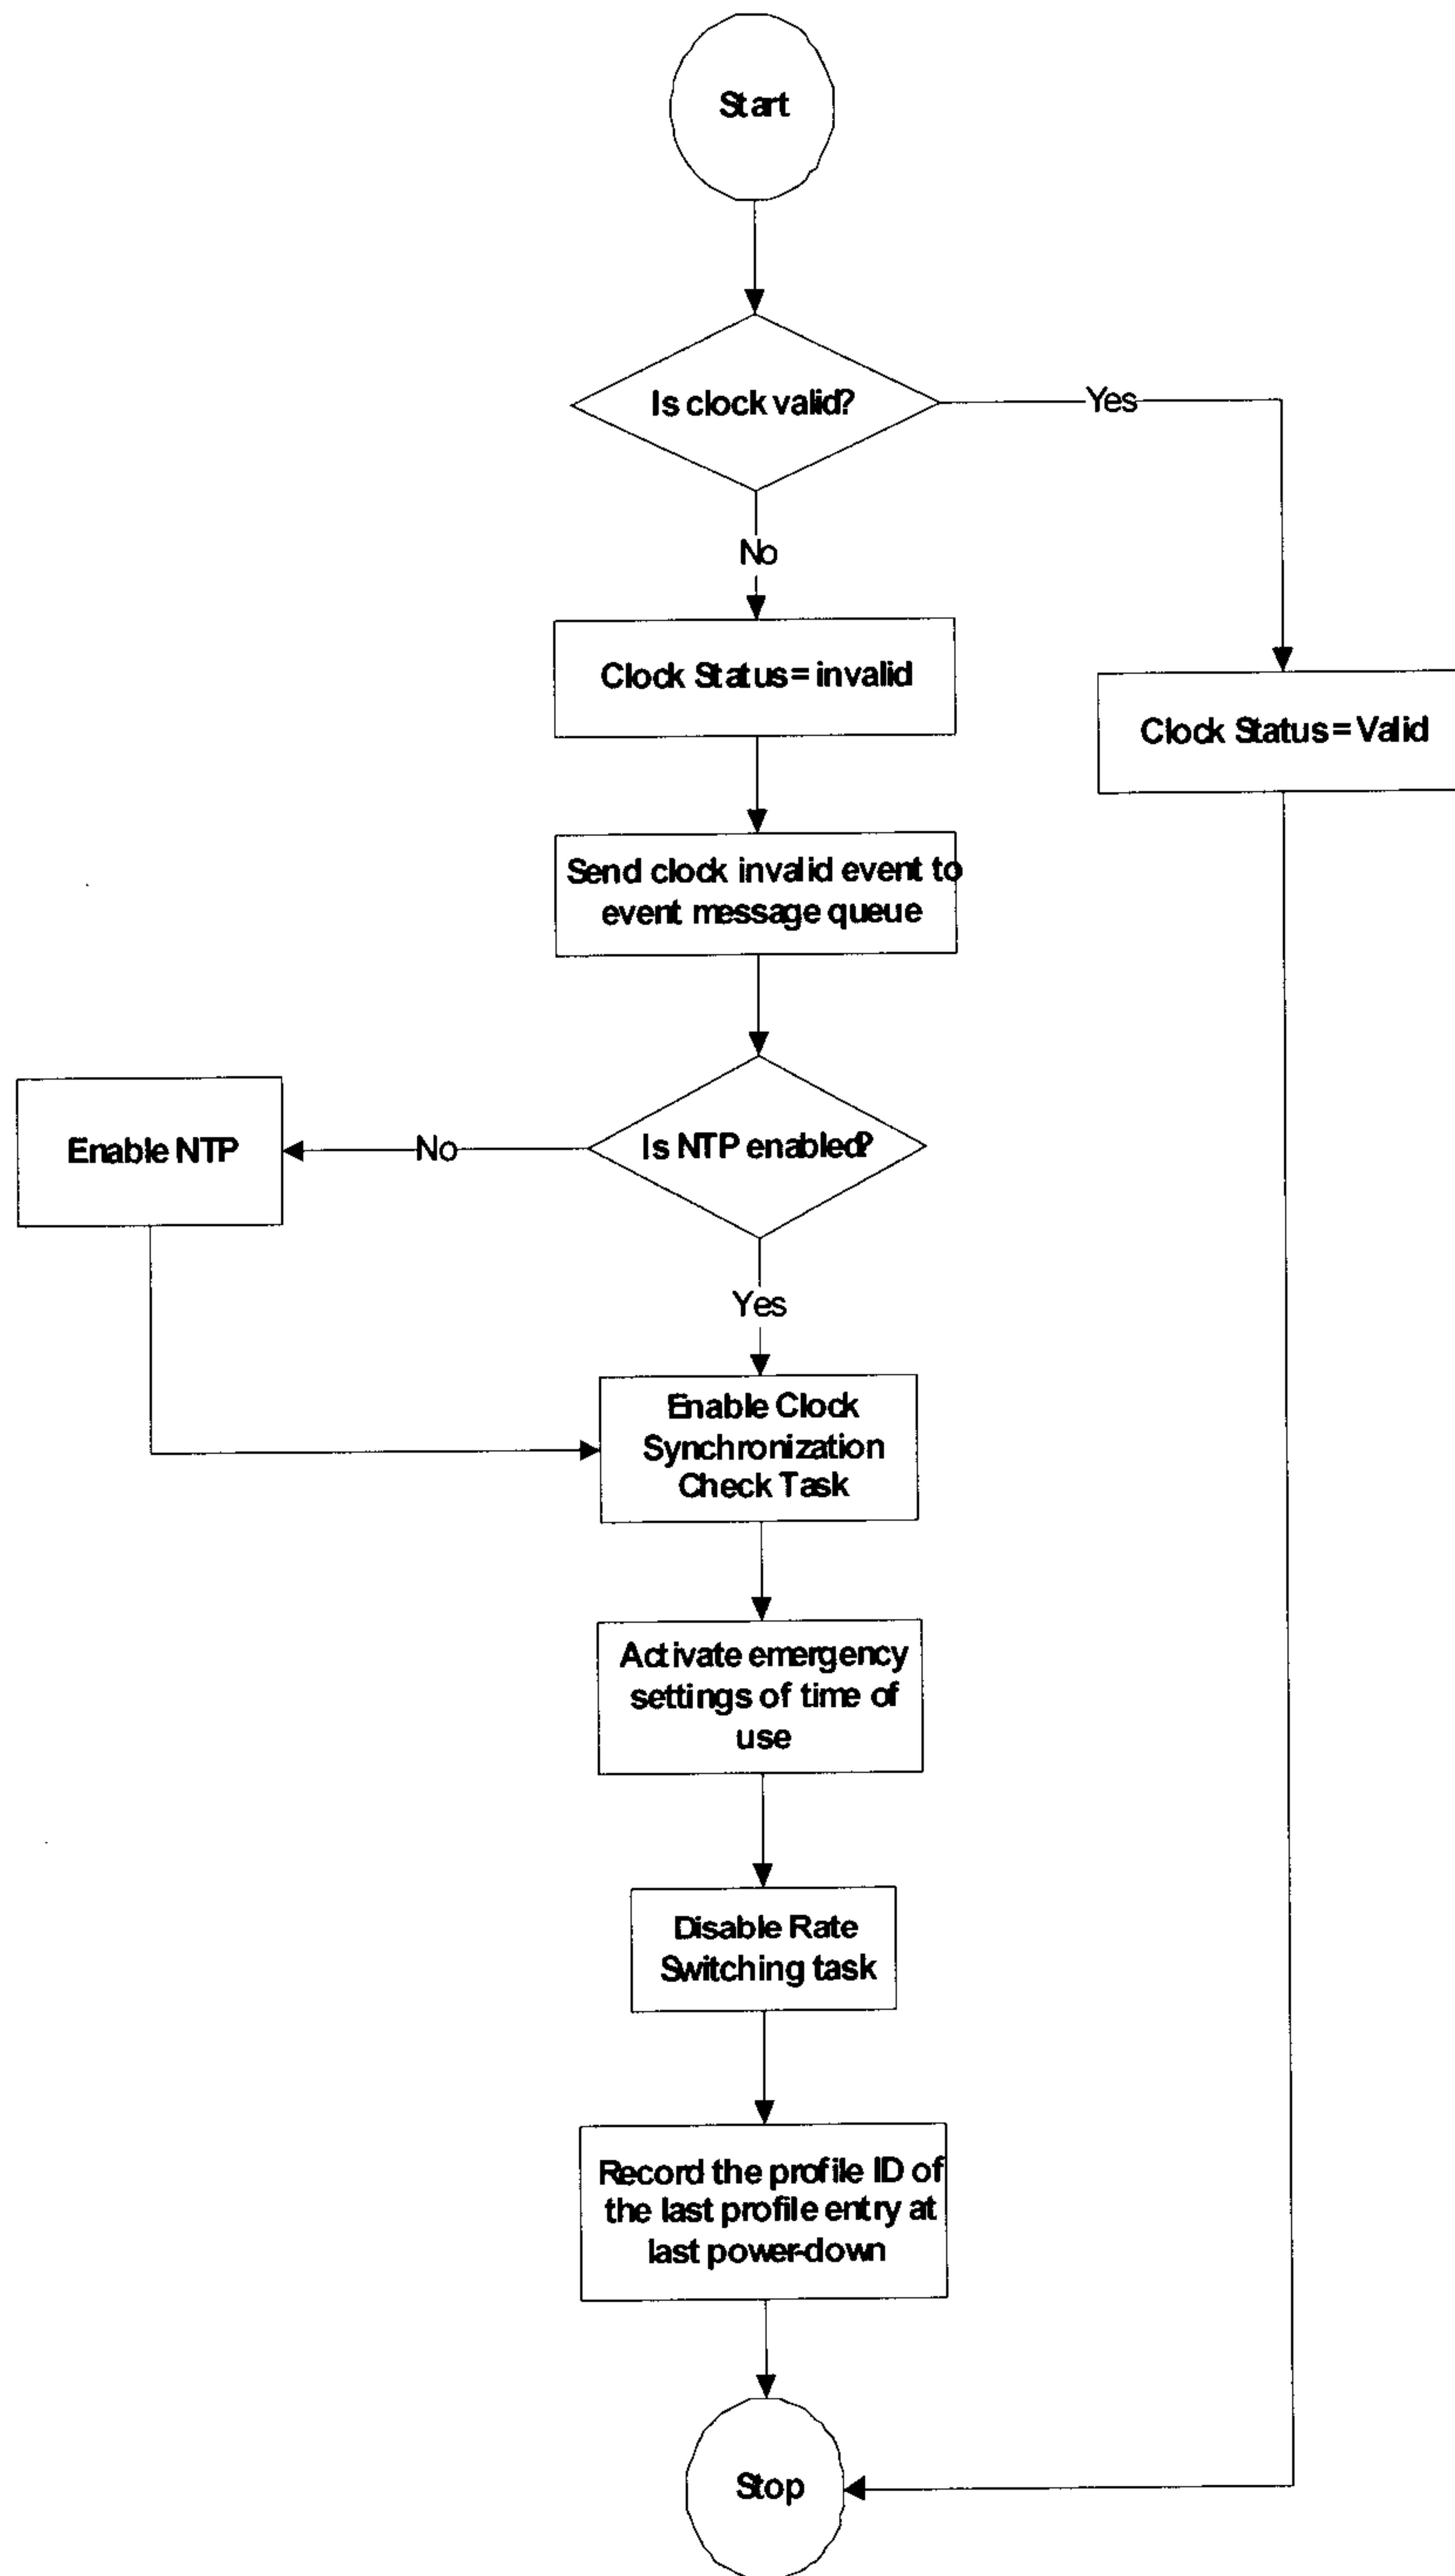 Start
Is clock valid?
Yes
No
Clock Status = invalid
Clock Status = Valid
Send clock invalid event to
event message queue
Enable NTP
No
Is NTP enabled?
Yes
Enable Clock
Synchronization
Check Task
Activate emergency
settings of time of
use
Disable Rate
Switching task
Record the profile ID of
the last profile entry at
last power-down
Stop